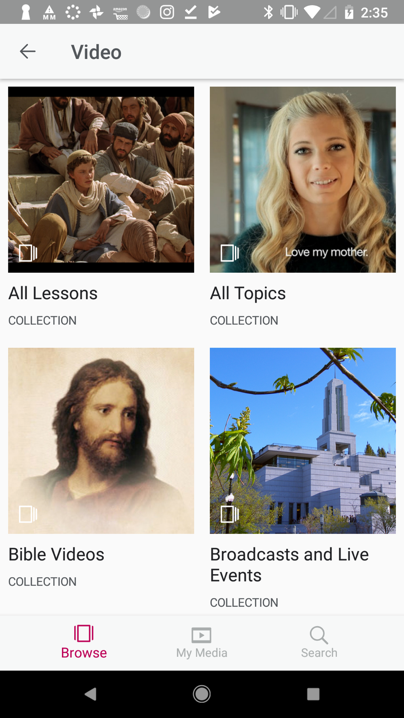 MM
2:35
Video
Love my mother.
All Lessons
All Topics
COLLECTION
COLLECTION
Bible Videos
Broadcasts and Live
Events
COLLECTION
COLLECTION
Browse
My Media
Search